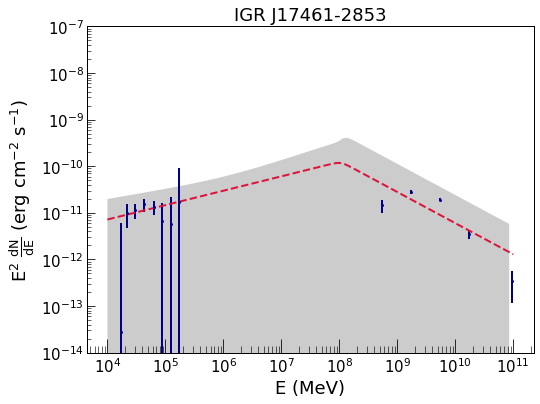 IGR J17461-2853
E² dN/dE (erg cm⁻² s⁻¹)
10⁻⁷
10⁻⁸
10⁻⁹
10⁻¹⁰
10⁻¹¹
10⁻¹²
10⁻¹³
10⁻¹⁴
10⁴ 10⁵ 10⁶ 10⁷ 10⁸ 10⁹ 10¹⁰ 10¹¹
E (MeV)